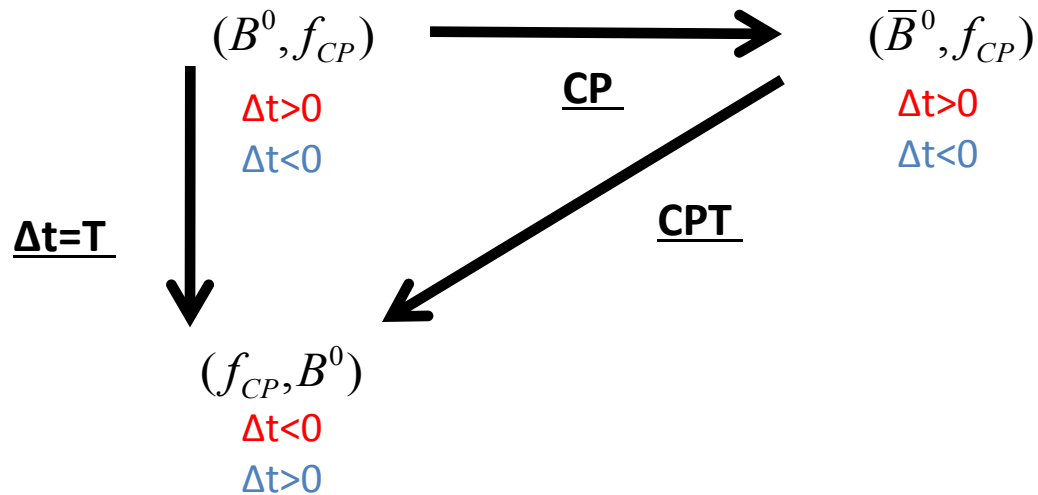 (B⁰, f_CP)
CP
(B̅⁰, f_CP)
Δt>0
Δt<0
Δt>0
Δt<0
Δt=T
CPT
(f_CP, B⁰)
Δt<0
Δt>0